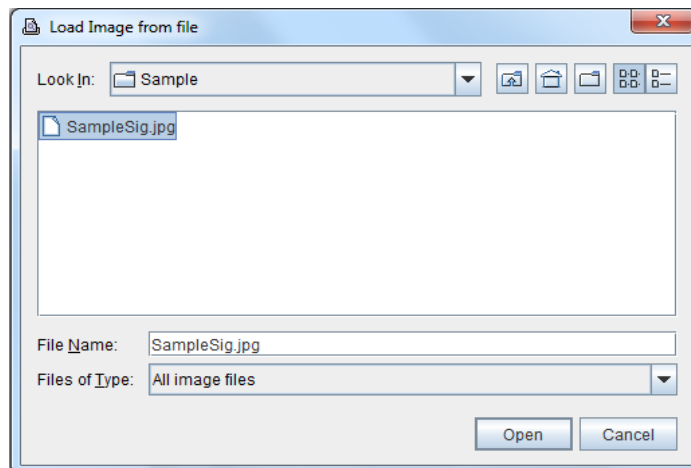 Load Image from file
Look In: Sample
SampleSig.jpg
File Name: SampleSig.jpg
Files of Type: All image files
Open Cancel